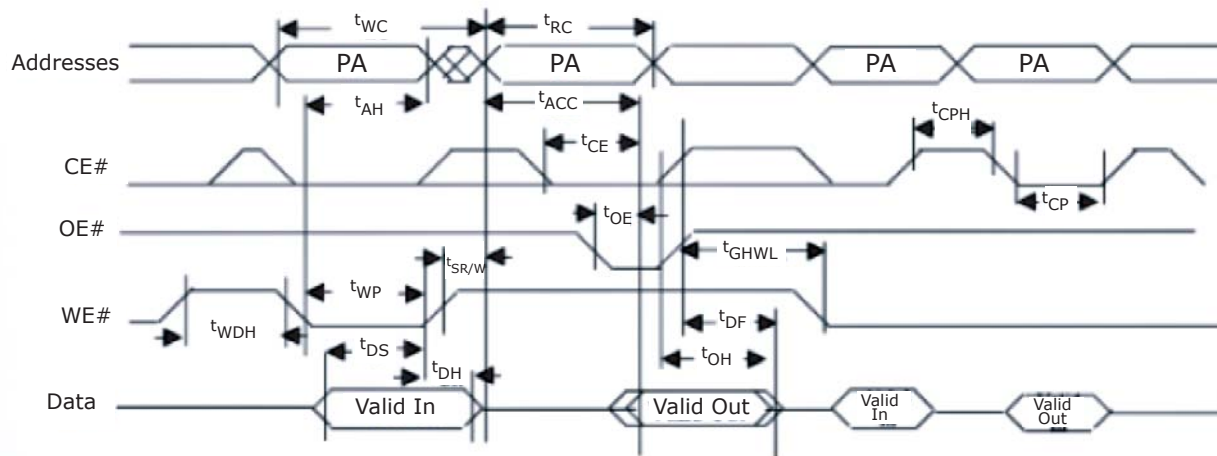 tWC tRC
Addresses PA PA PA PA
tAH tACC
tCPH
tCE
CE#
tCP
tOE
OE#
tGHWL
tSR/W
tWP
WE#
tWDH tDF
tDS tOH
tDH
Data Valid In Valid Out Valid In Valid Out